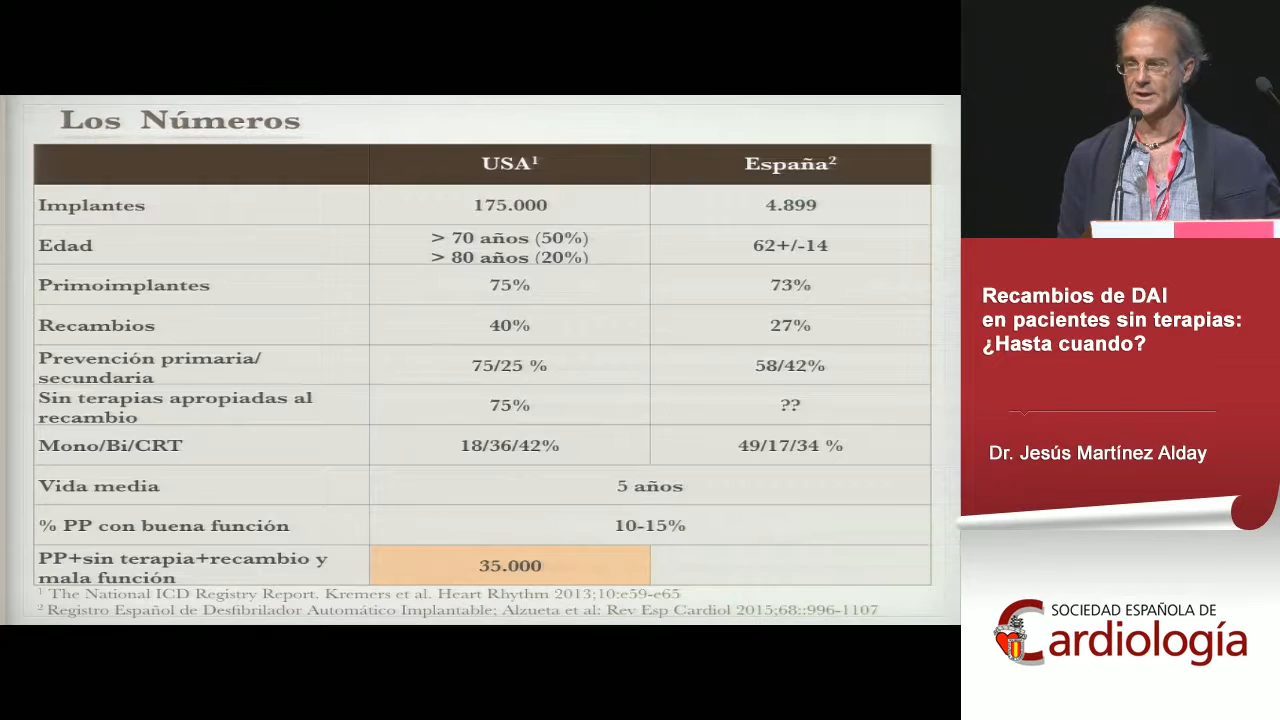 Los Números
USA¹ España²
Implantes 175.000 4.899
Edad > 70 años (50%) 62+/-14
> 80 años (20%)
Primoimplantes 75% 73%
Recambios 40% 27%
Prevención primaria/ 75/25 % 58/42%
secundaria
Sin terapias apropiadas al 75% ??
recambio
Mono/Bi/CRT 18/36/42% 49/17/34 %
Vida media 5 años
% PP con buena función 10-15%
PP+sin terapia+recambio y 35.000
mala función
¹ The National ICD Registry Report. Kremers et al. Heart Rhythm 2013;10:e59-e65
² Registro Español de Desfibrilador Automático Implantable; Alzueta et al: Rev Esp Cardiol 2015;68::996-1107
Recambios de DAI
en pacientes sin terapias:
¿Hasta cuando?
Dr. Jesús Martínez Alday
SOCIEDAD ESPAÑOLA DE
Cardiología